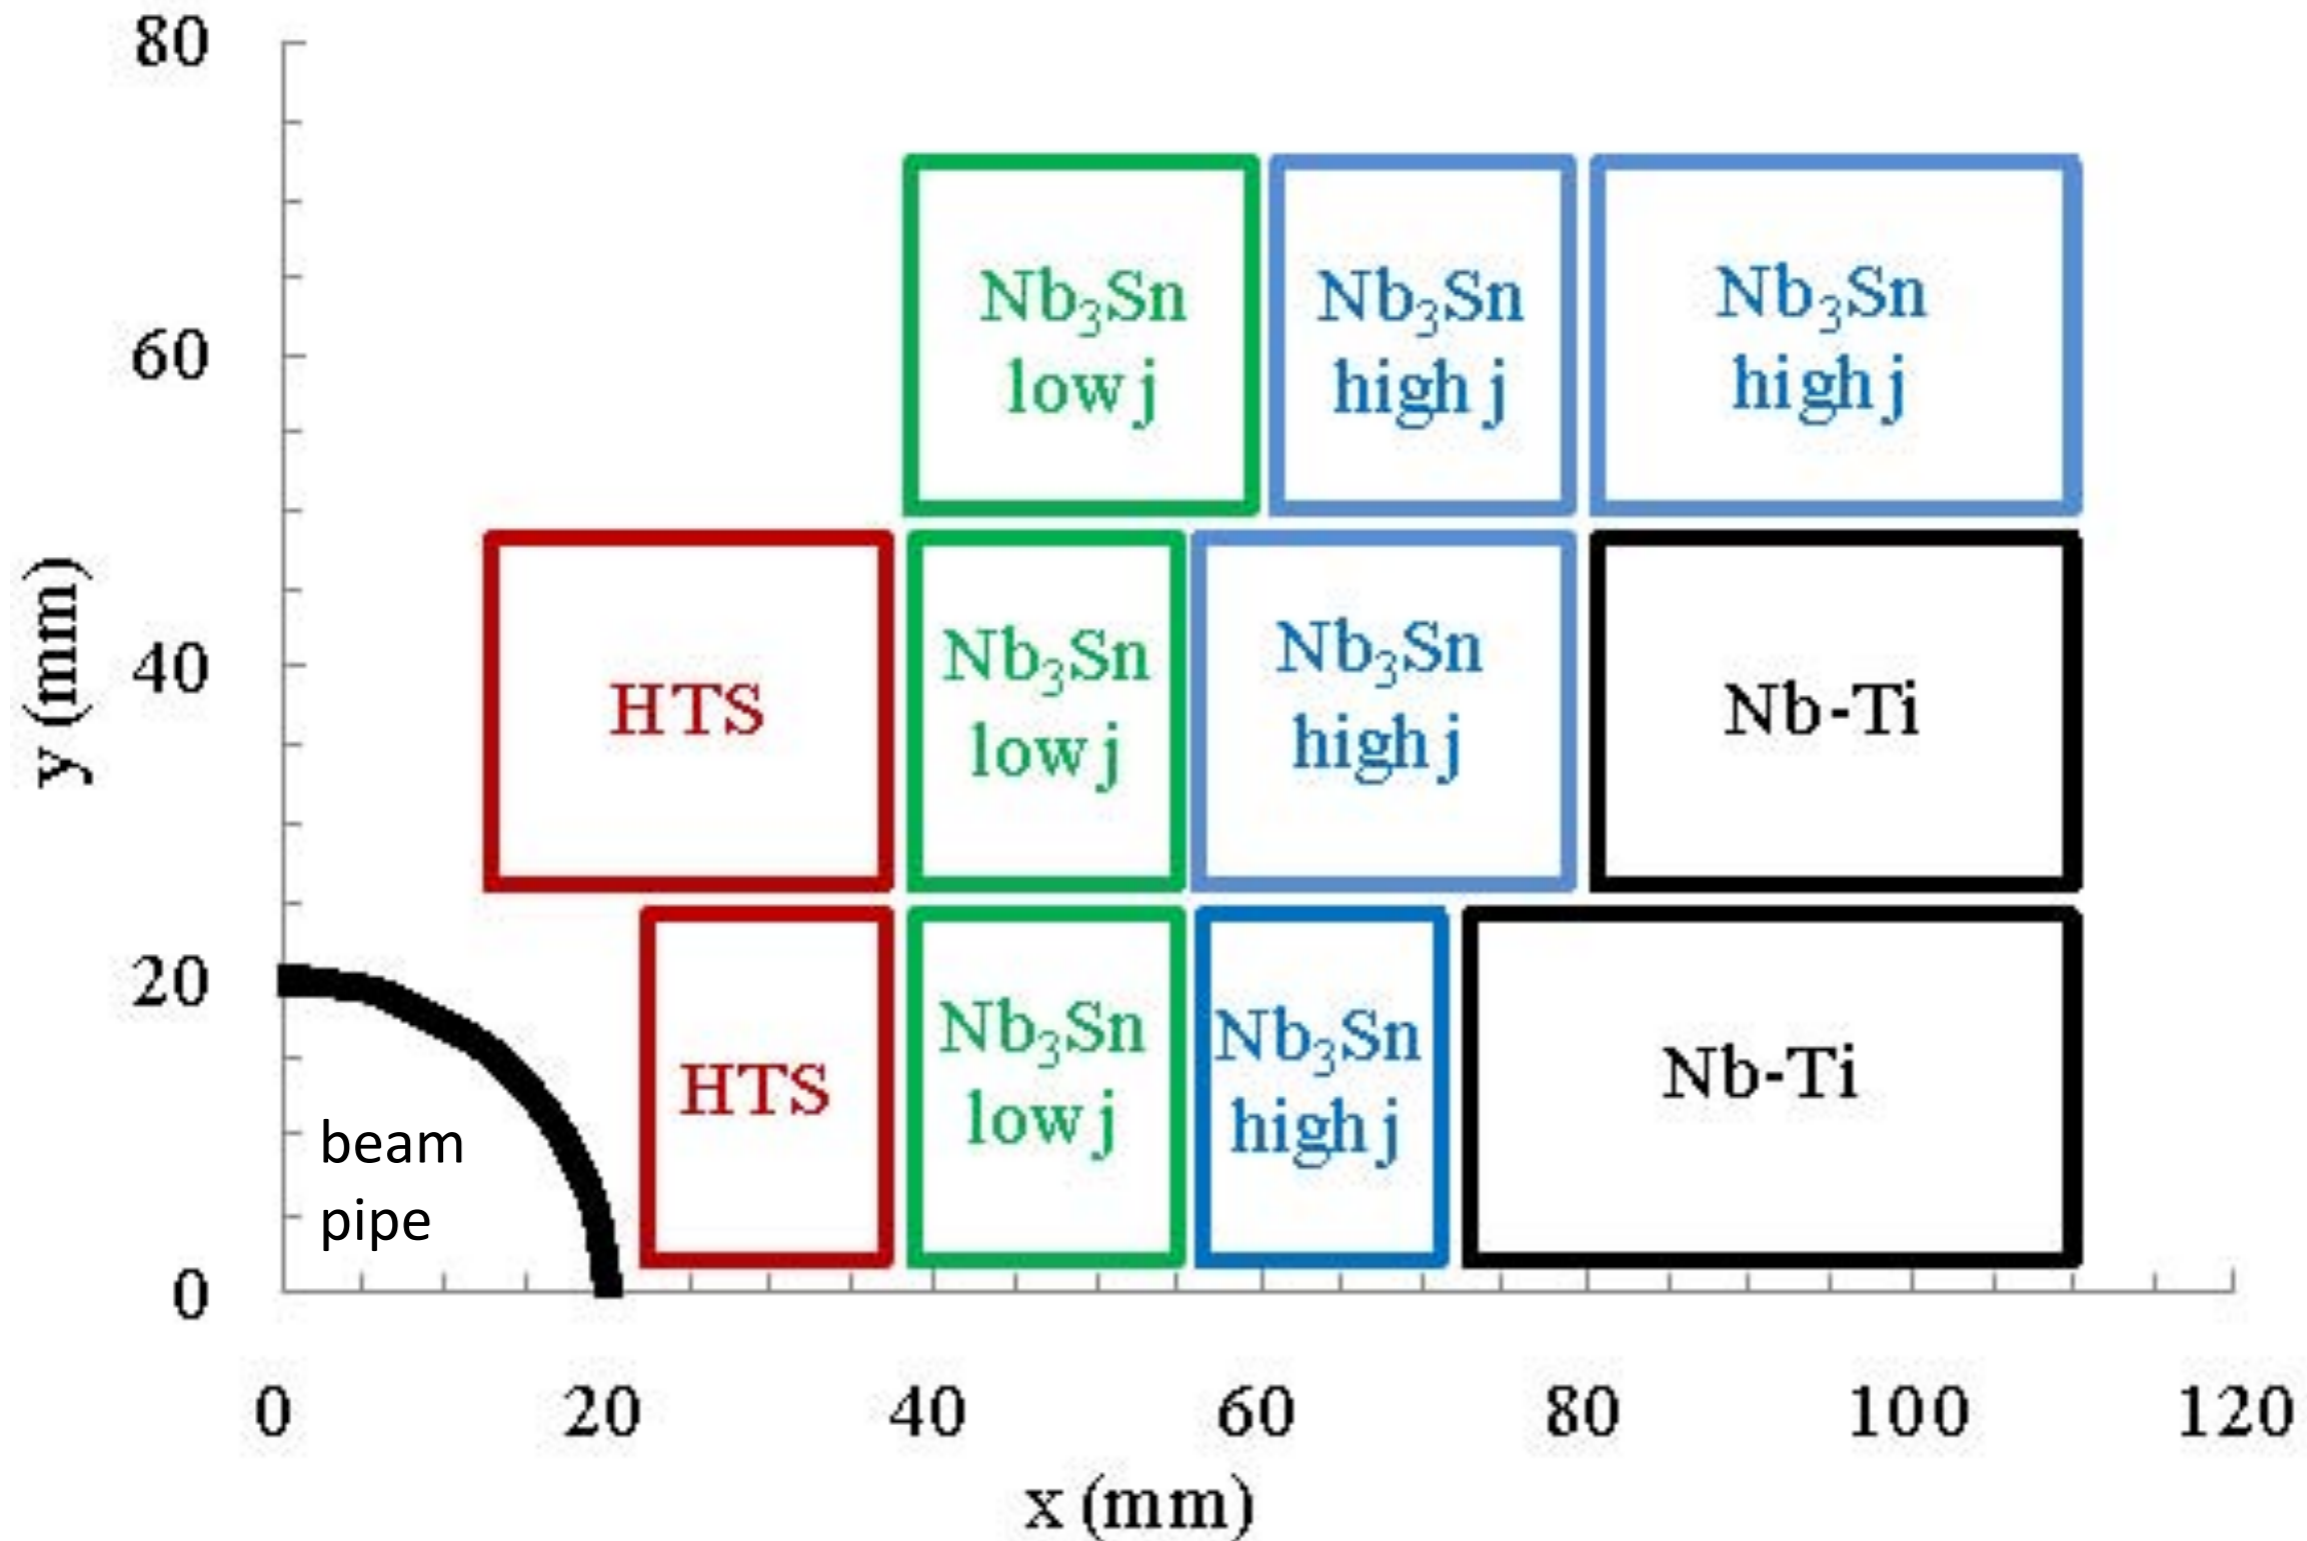 80
60
40
20
0
y (mm)
Nb₃Sn
low j
Nb₃Sn
high j
Nb₃Sn
high j
HTS
Nb₃Sn
low j
Nb₃Sn
high j
Nb-Ti
HTS
Nb₃Sn
low j
Nb₃Sn
high j
Nb-Ti
beam
pipe
0 20 40 60 80 100 120
x (mm)